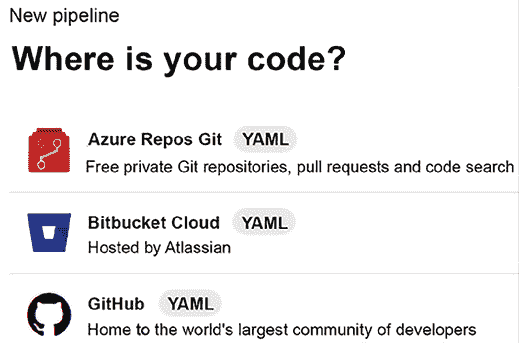 New pipeline
Where is your code?
Azure Repos Git YAML
Free private Git repositories, pull requests and code search
Bitbucket Cloud YAML
Hosted by Atlassian
GitHub YAML
Home to the world's largest community of developers